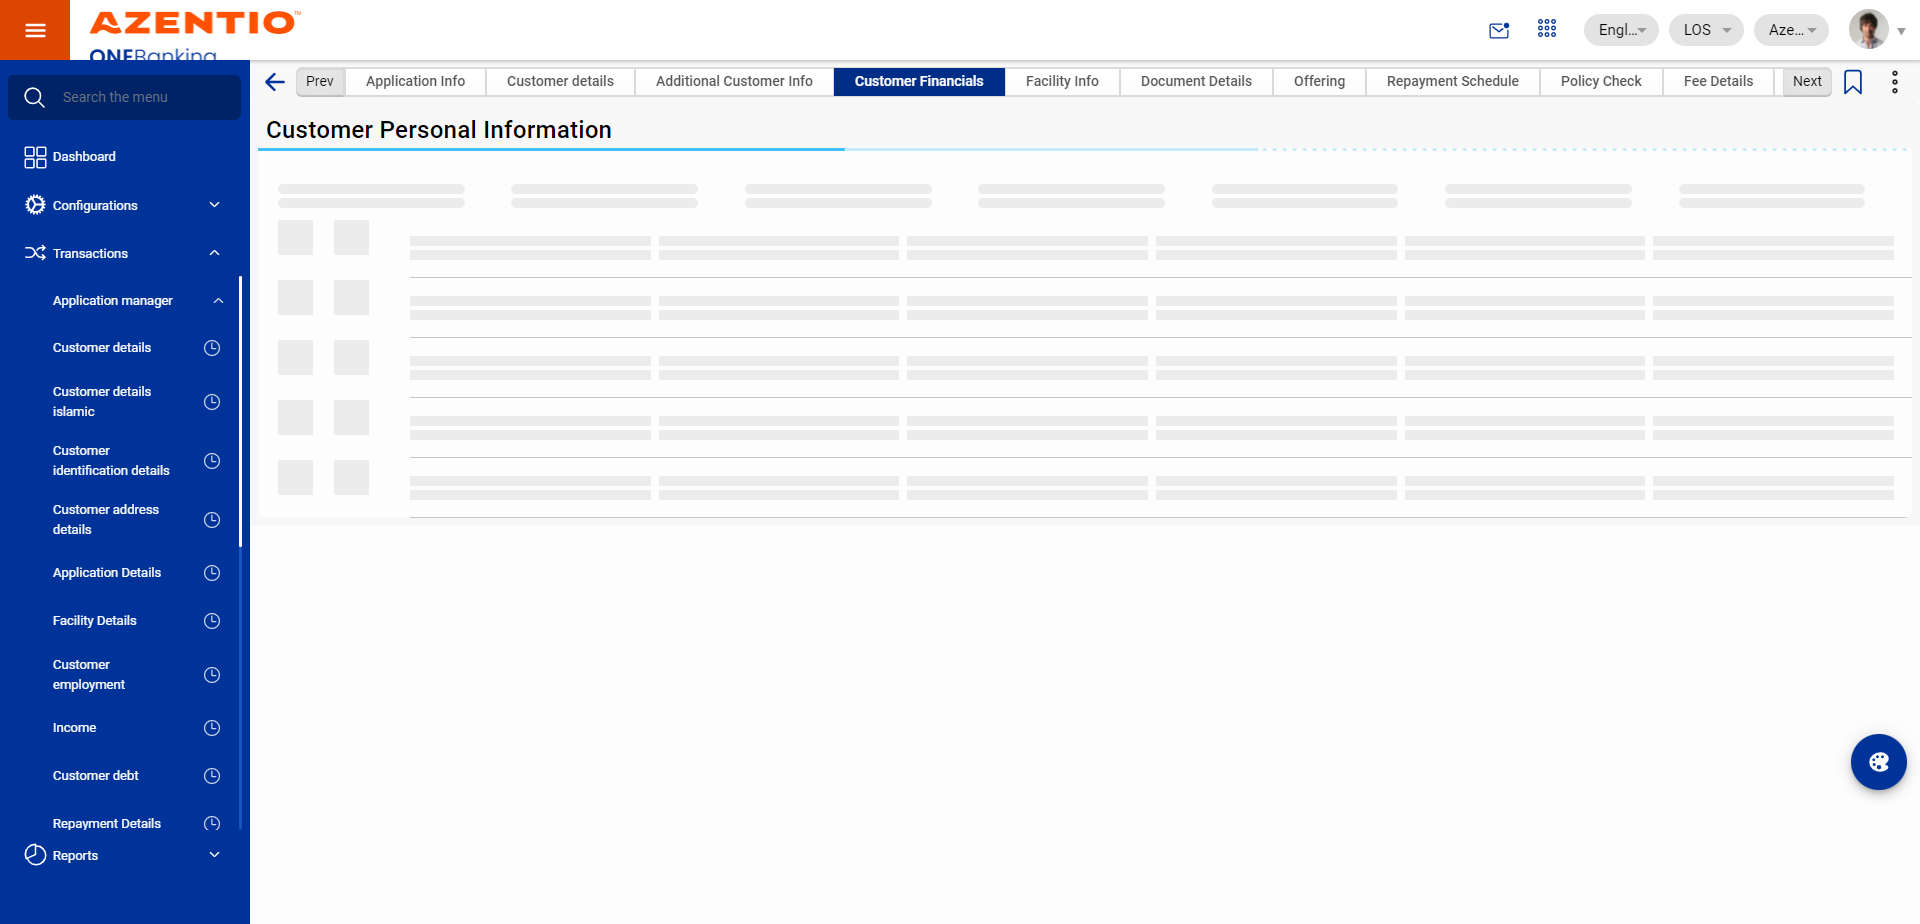 AZENTIO™
ONEBanking
Engl...
LOS
Aze...
Search the menu
Prev
Application Info
Customer details
Additional Customer Info
Customer Financials
Facility Info
Document Details
Offering
Repayment Schedule
Policy Check
Fee Details
Next
Customer Personal Information
Dashboard
Configurations
Transactions
Application manager
Customer details
Customer details
islamic
Customer
identification details
Customer address
details
Application Details
Facility Details
Customer
employment
Income
Customer debt
Repayment Details
Reports